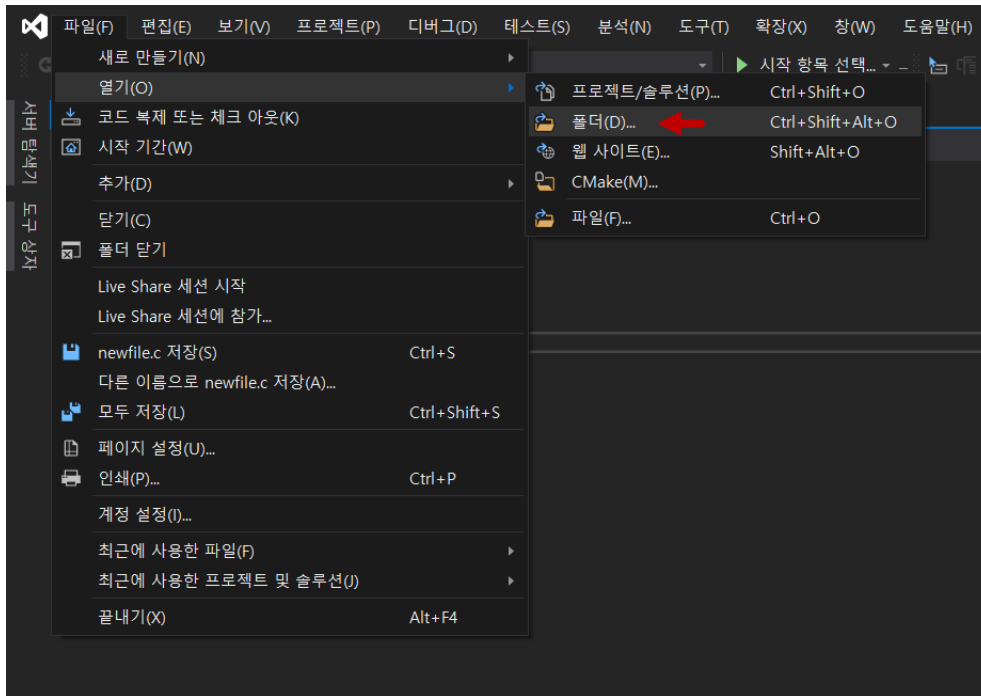 파일(F) 편집(E) 보기(V) 프로젝트(P) 디버그(D) 테스트(S) 분석(N) 도구(T) 확장(X) 창(W) 도움말(H)
시작 항목 선택...
서버 탐색기
도구 상자
새로 만들기(N)
열기(O)
코드 복제 또는 체크 아웃(K)
시작 기간(W)
추가(D)
닫기(C)
폴더 닫기
Live Share 세션 시작
Live Share 세션에 참가...
newfile.c 저장(S) Ctrl+S
다른 이름으로 newfile.c 저장(A)...
모두 저장(L) Ctrl+Shift+S
페이지 설정(U)...
인쇄(P)... Ctrl+P
계정 설정(I)...
최근에 사용한 파일(F)
최근에 사용한 프로젝트 및 솔루션(J)
끝내기(X) Alt+F4
프로젝트/솔루션(P)... Ctrl+Shift+O
폴더(D)... Ctrl+Shift+Alt+O
웹 사이트(E)... Shift+Alt+O
CMake(M)...
파일(F)... Ctrl+O